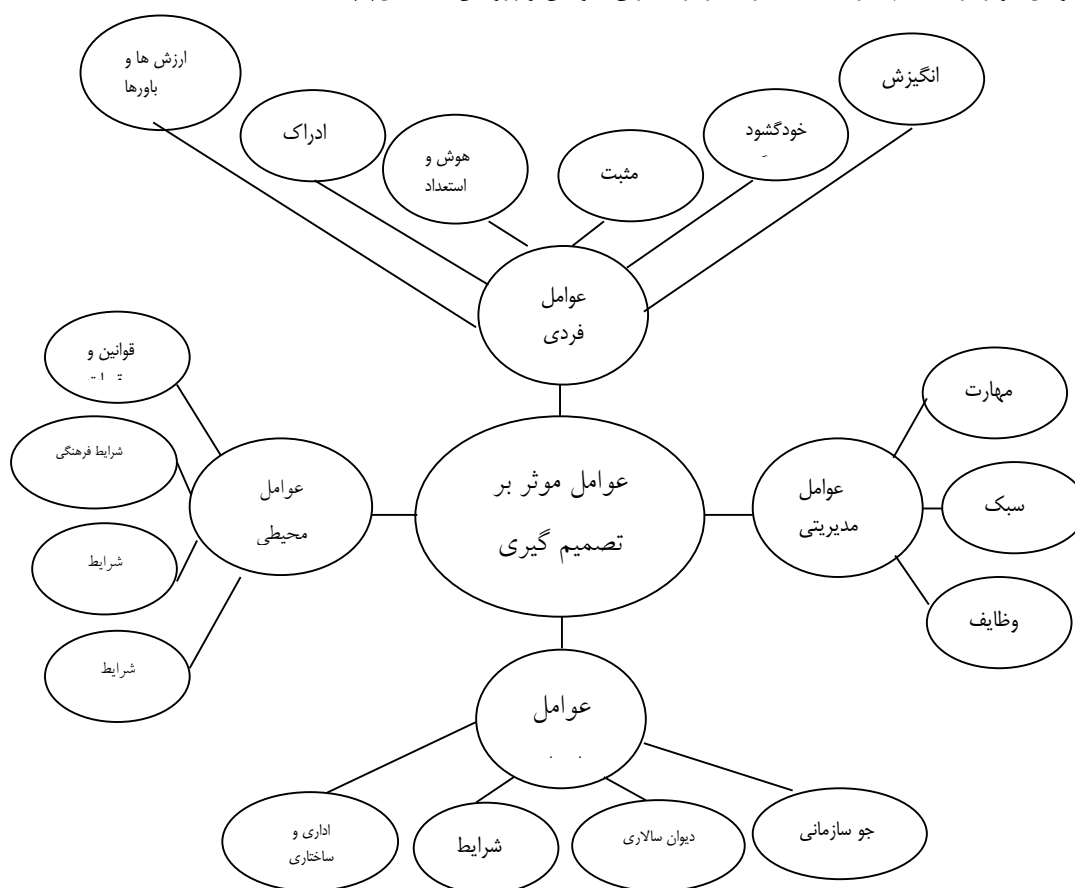 انگیزش
ارزش ها و
باورها
خودگشود
ادراک
هوش و
استعداد
مثبت
عوامل
فردی
قوانین و
مهارت
شرایط فرهنگی
عوامل
محیطی
عوامل موثر بر
تصمیم گیری
عوامل
مدیریتی
سبک
شرایط
وظایف
شرایط
عوامل
جو سازمانی
دیوان سالاری
شرایط
اداری و
ساختاری